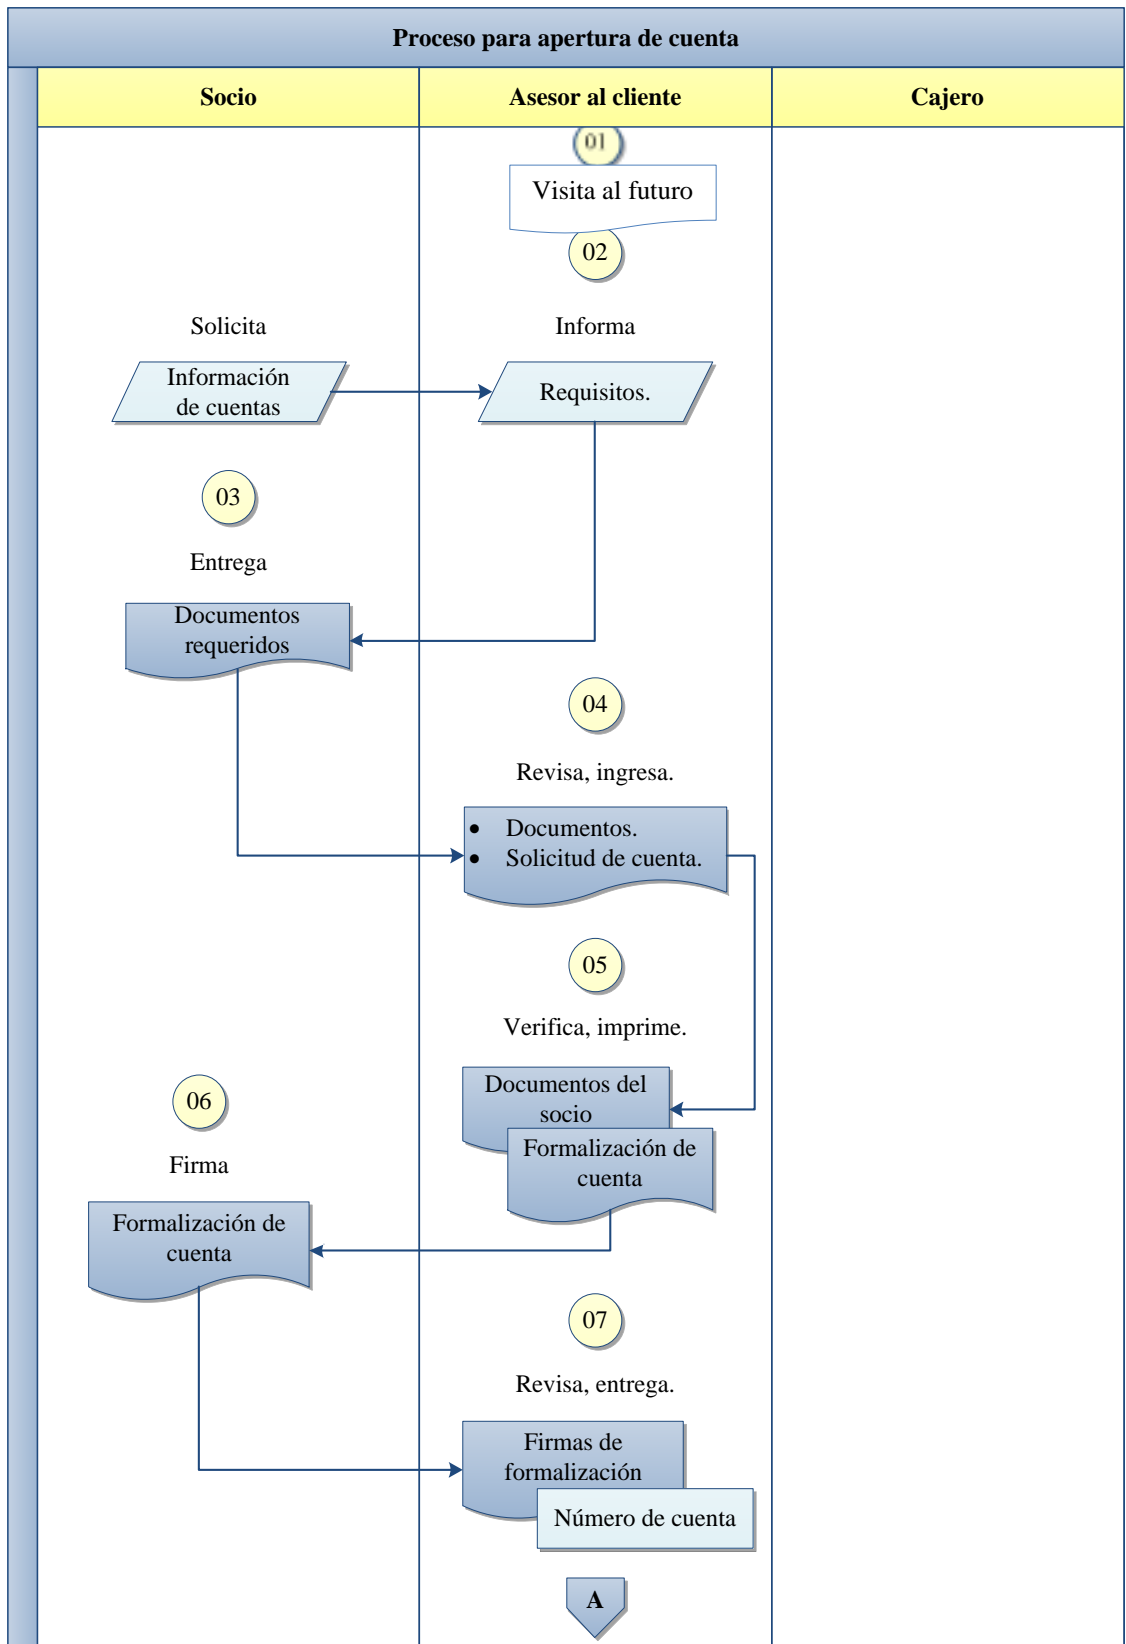 Proceso para apertura de cuenta
Socio
Asesor al cliente
Cajero
01
Visita al futuro
02
Solicita
Informa
Información
de cuentas
Requisitos.
03
Entrega
Documentos
requeridos
04
Revisa, ingresa.
• Documentos.
• Solicitud de cuenta.
05
Verifica, imprime.
Documentos del
socio
Formalización de
cuenta
06
Firma
Formalización de
cuenta
07
Revisa, entrega.
Firmas de
formalización
Número de cuenta
A